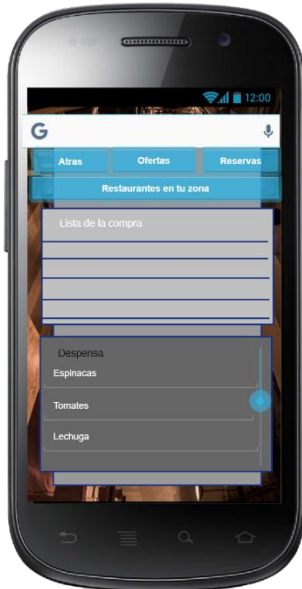 12:00
G
Atras Ofertas Reservas
Restaurantes en tu zona
Lista de la compra
Despensa
Espinacas
Tomates
Lechuga